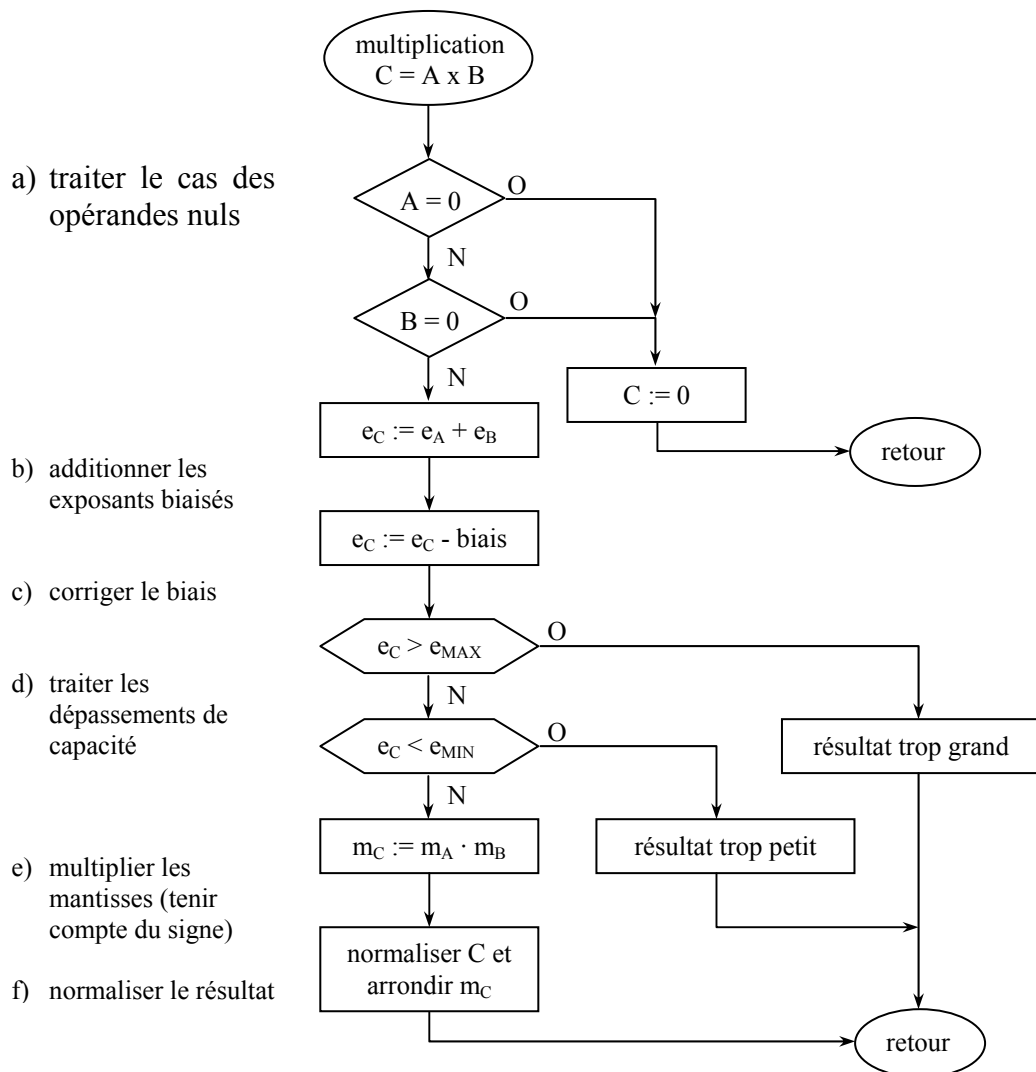 multiplication
C = A x B
a) traiter le cas des
opérandes nuls
A = 0
O
N
B = 0
O
N
C := 0
e_C := e_A + e_B
retour
b) additionner les
exposants biaisés
e_C := e_C - biais
c) corriger le biais
e_C > e_MAX
O
N
d) traiter les
dépassements de
capacité
e_C < e_MIN
O
N
résultat trop grand
m_C := m_A · m_B
résultat trop petit
e) multiplier les
mantisses (tenir
compte du signe)
normaliser C et
arrondir m_C
f) normaliser le résultat
retour